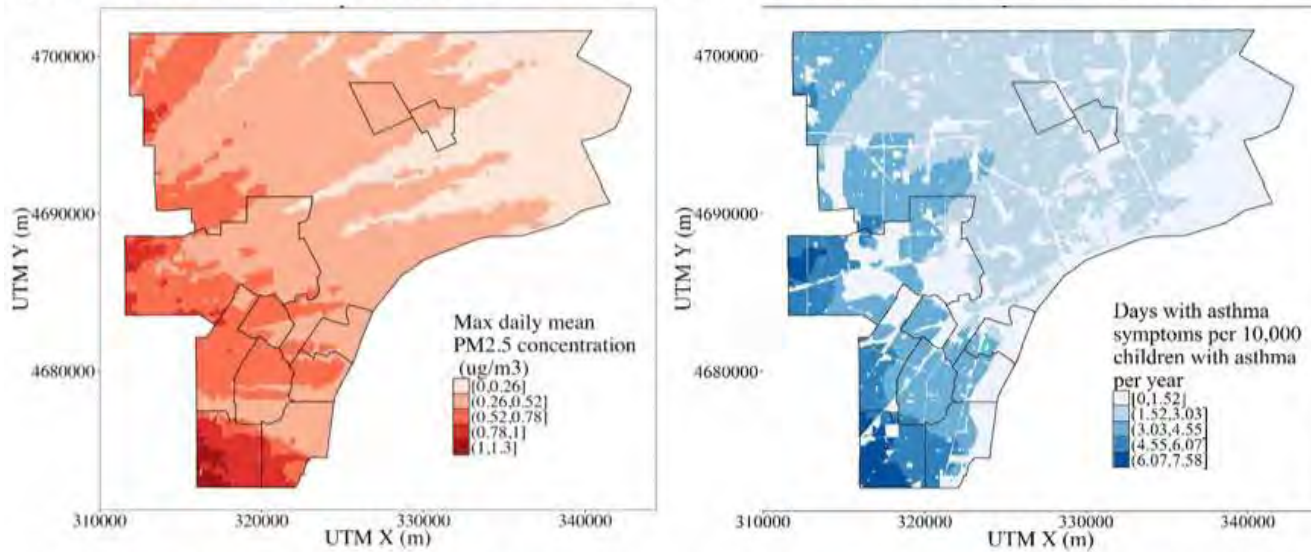 4700000
4690000
4680000
UTM Y (m)
310000
320000
330000
340000
UTM X (m)
Max daily mean
PM2.5 concentration
(ug/m3)
[0,0.26]
(0.26,0.52]
(0.52,0.78]
(0.78,1]
(1,1.3]
4700000
4690000
4680000
UTM Y (m)
310000
320000
330000
340000
UTM X (m)
Days with asthma
symptoms per 10,000
children with asthma
per year
[0,1.52]
(1.52,3.03]
(3.03,4.55
(4.55,6.07
(6.07,7.58]